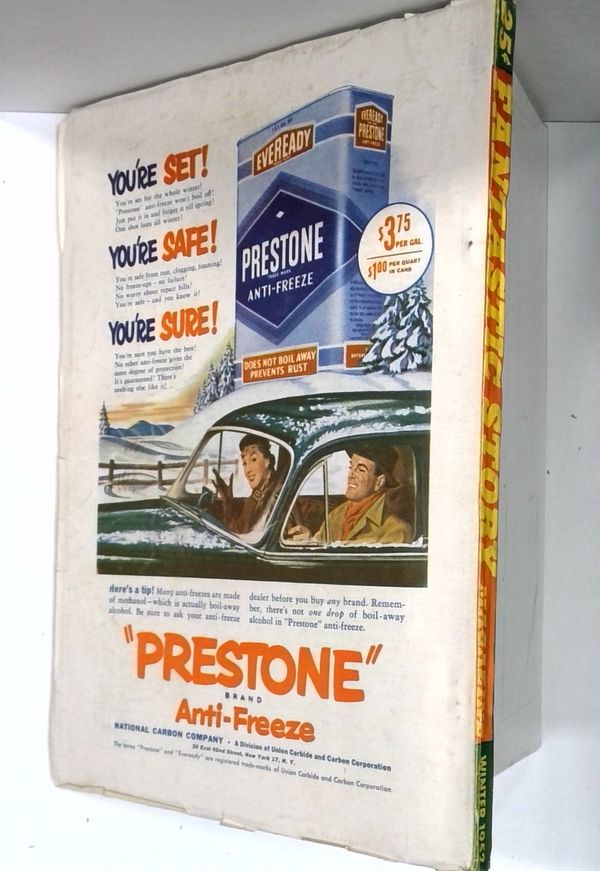 YOU'RE SET!
You're set for the whole winter!
"Prestone" anti-freeze won't boil off!
Just put it in and forget it till spring!
One shot lasts all winter!
YOU'RE SAFE!
You're safe from rust, clogging, foaming!
No freeze-ups – no failure!
No worry about repair bills!
You're safe – and you know it!
YOU'RE SURE!
You're sure you have the best!
No other anti-freeze gives the
same degree of protection!
It's guaranteed! There's
nothing else like it!
EVEREADY
PRESTONE
TRADE-MARK
ANTI-FREEZE
DOES NOT BOIL AWAY
PREVENTS RUST
EVEREADY
PRESTONE
ANTI-FREEZE
$3.75
PER GAL.
$1.00 PER QUART
IN CANS
Here's a tip! Many anti-freezes are made
of methanol–which is actually boil-away
alcohol. Be sure to ask your anti-freeze
dealer before you buy any brand. Remem-
ber, there's not one drop of boil-away
alcohol in "Prestone" anti-freeze.
"PRESTONE"
BRAND
Anti-Freeze
NATIONAL CARBON COMPANY • A Division of Union Carbide and Carbon Corporation
30 East 42nd Street, New York 17, N. Y.
The terms "Prestone" and "Eveready" are registered trade-marks of Union Carbide and Carbon Corporation
25¢ FANTASTIC STORY MAGAZINE WINTER 1952